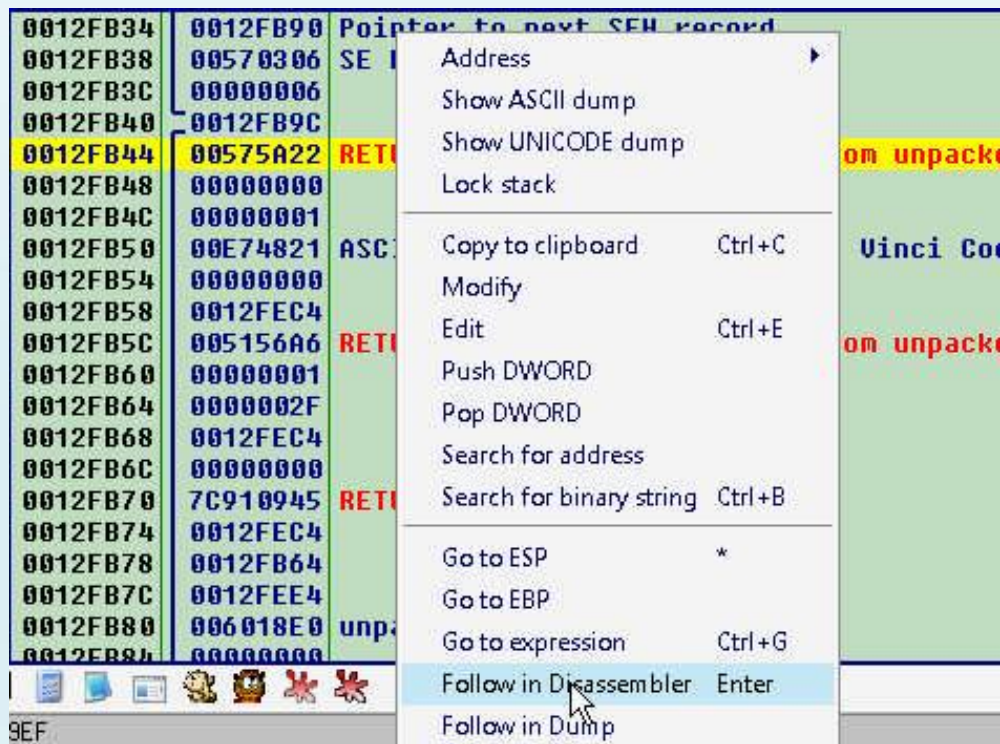 0012FB34 0012FB90 Pointer to next SEH record
0012FB38 00570306 SE
0012FB3C 00000006
0012FB40 0012FB9C
0012FB44 00575A22 RETU om unpacke
0012FB48 00000000
0012FB4C 00000001
0012FB50 00E74821 ASCI Vinci Cod
0012FB54 00000000
0012FB58 0012FEC4
0012FB5C 005156A6 RETU om unpacke
0012FB60 00000001
0012FB64 0000002F
0012FB68 0012FEC4
0012FB6C 00000000
0012FB70 7C910945 RETU
0012FB74 0012FEC4
0012FB78 0012FB64
0012FB7C 0012FEE4
0012FB80 006018E0 unpa
0012FB84 00000000
Address
Show ASCII dump
Show UNICODE dump
Lock stack
Copy to clipboard Ctrl+C
Modify
Edit Ctrl+E
Push DWORD
Pop DWORD
Search for address
Search for binary string Ctrl+B
Go to ESP *
Go to EBP
Go to expression Ctrl+G
Follow in Disassembler Enter
Follow in Dump
9EF